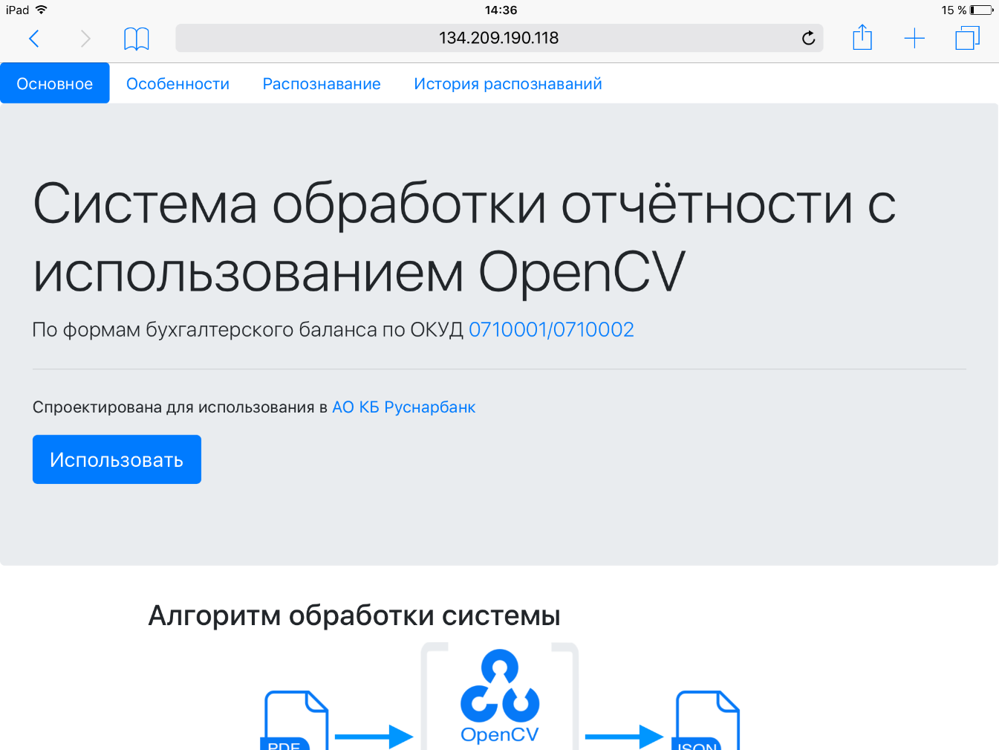 iPad 14:36 15 %
134.209.190.118
Основное Особенности Распознавание История распознаваний
Система обработки отчётности с
использованием OpenCV
По формам бухгалтерского баланса по ОКУД 0710001/0710002
Спроектирована для использования в АО КБ Руснарбанк
Использовать
Алгоритм обработки системы
OpenCV
PDF JSON